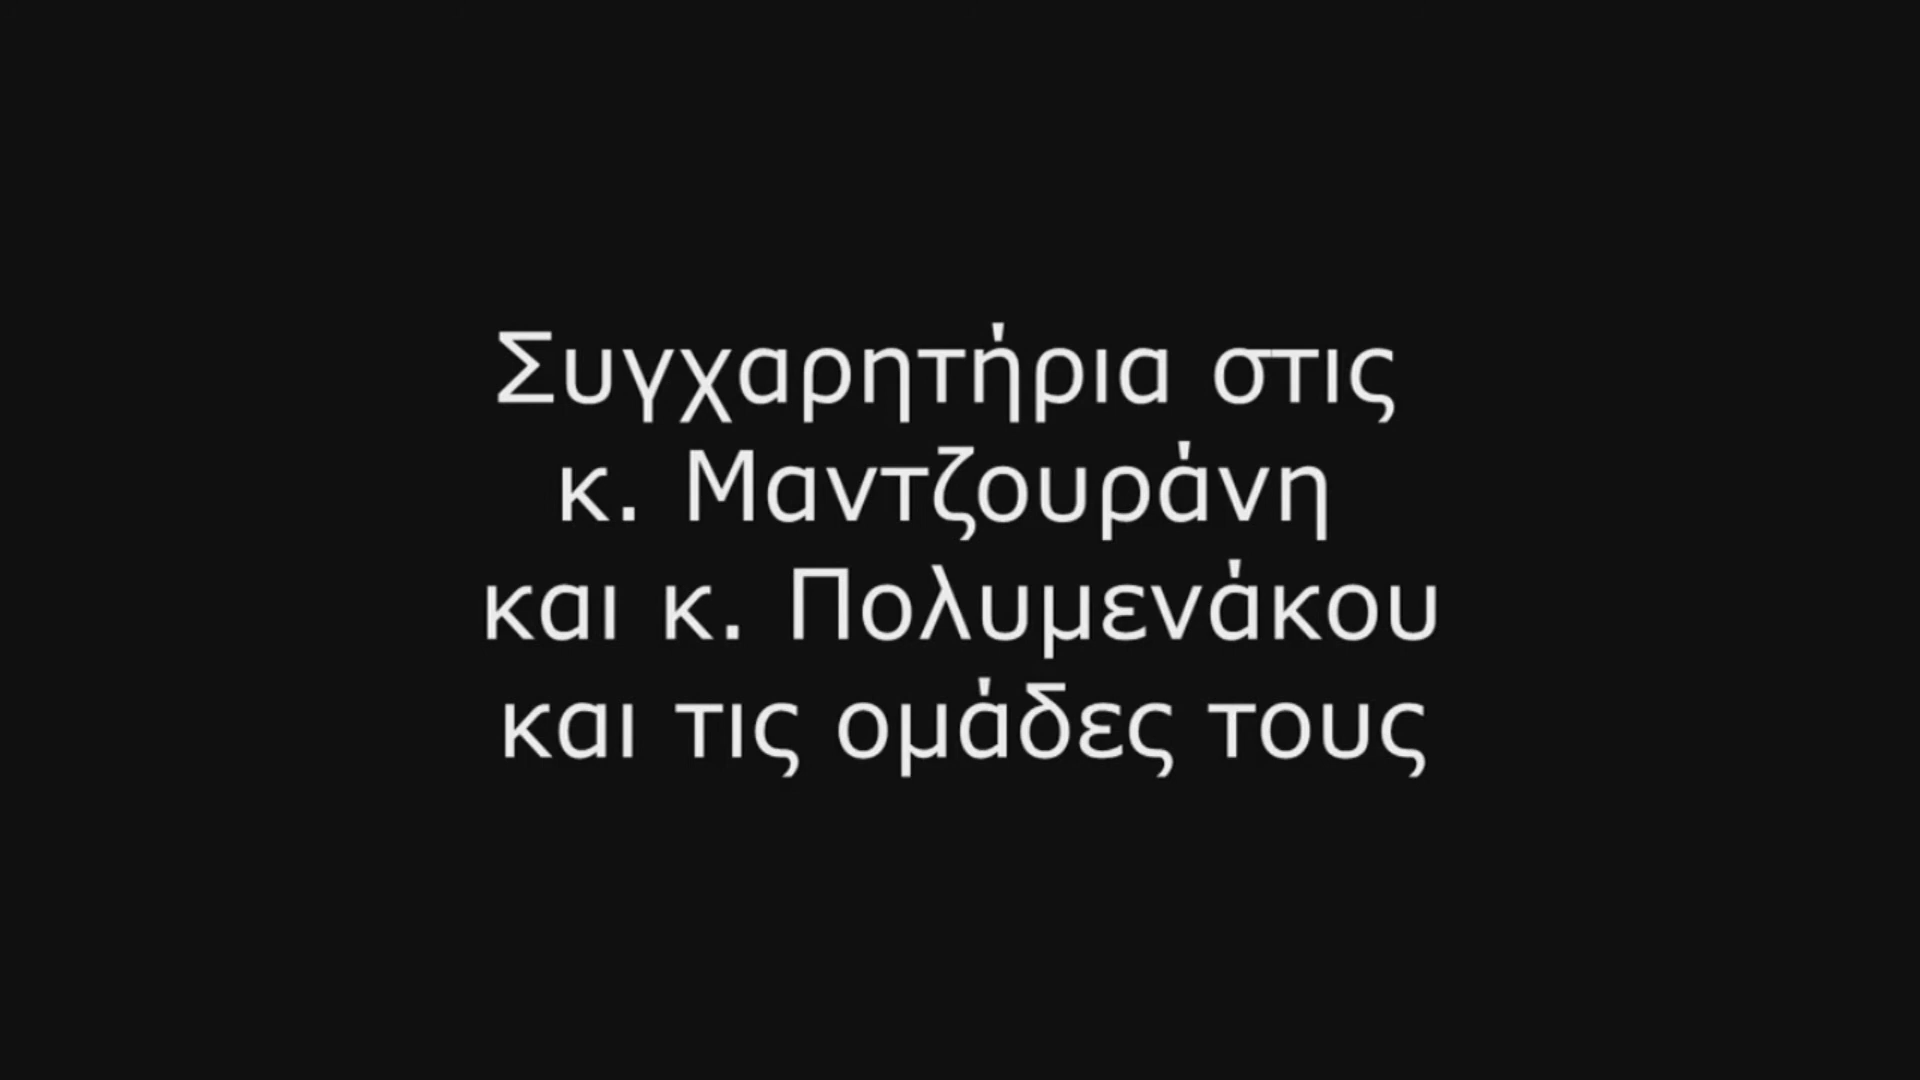 Συγχαρητήρια στις
κ. Μαντζουράνη
και κ. Πολυμενάκου
και τις ομάδες τους